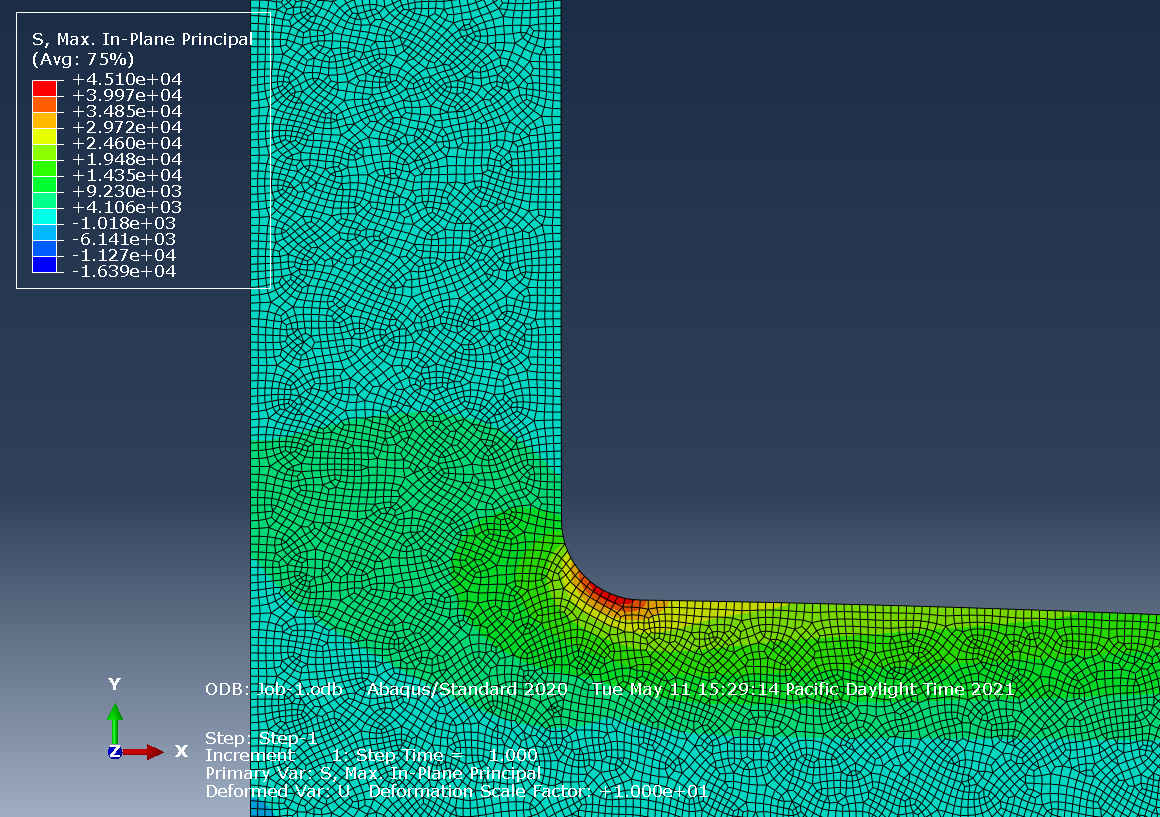 S, Max. In-Plane Principal
(Avg: 75%)
+4.510e+04
+3.997e+04
+3.485e+04
+2.972e+04
+2.460e+04
+1.948e+04
+1.435e+04
+9.230e+03
+4.106e+03
-1.018e+03
-6.141e+03
-1.127e+04
-1.639e+04
Y
Z X
ODB: Job-1.odb Abaqus/Standard 2020 Tue May 11 15:29:14 Pacific Daylight Time 2021
Step: Step-1
Increment 1: Step Time = 1.000
Primary Var: S, Max. In-Plane Principal
Deformed Var: U Deformation Scale Factor: +1.000e+01